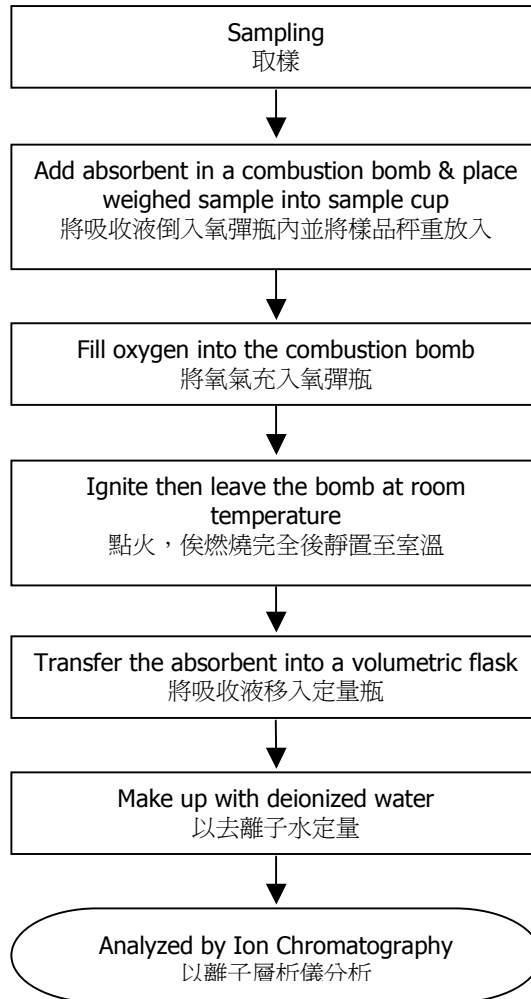 Sampling
取樣
Add absorbent in a combustion bomb & place
weighed sample into sample cup
將吸收液倒入氧彈瓶內並將樣品秤重放入
Fill oxygen into the combustion bomb
將氧氣充入氧彈瓶
Ignite then leave the bomb at room
temperature
點火，俟燃燒完全後靜置至室溫
Transfer the absorbent into a volumetric flask
將吸收液移入定量瓶
Make up with deionized water
以去離子水定量
Analyzed by Ion Chromatography
以離子層析儀分析